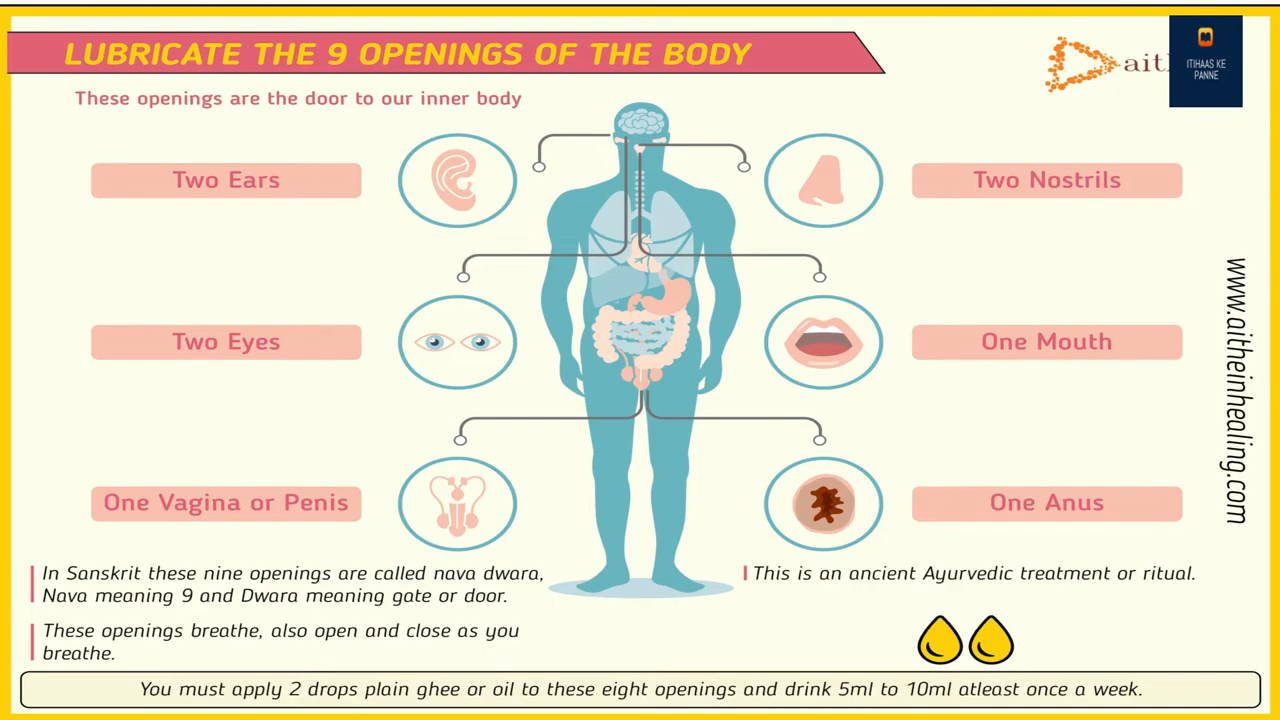 LUBRICATE THE 9 OPENINGS OF THE BODY
ITIHAAS KE
PANNE
These openings are the door to our inner body
Two Ears
Two Nostrils
Two Eyes
One Mouth
One Vagina or Penis
One Anus
www.aitheinhealing.com
In Sanskrit these nine openings are called nava dwara,
Nava meaning 9 and Dwara meaning gate or door.
These openings breathe, also open and close as you
breathe.
This is an ancient Ayurvedic treatment or ritual.
You must apply 2 drops plain ghee or oil to these eight openings and drink 5ml to 10ml atleast once a week.